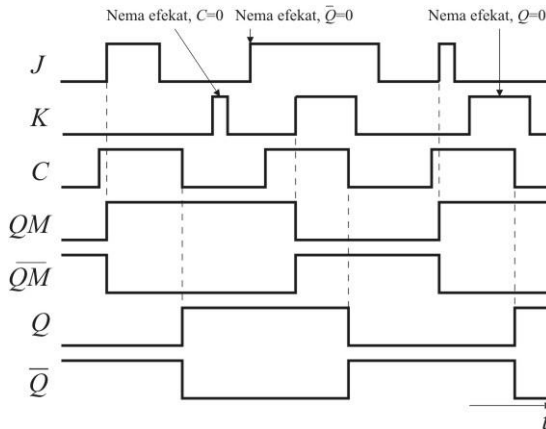 Nema efekat, C=0
Nema efekat, Q̅=0
Nema efekat, Q=0
J
K
C
QM
Q̅M̅
Q
Q̅
t